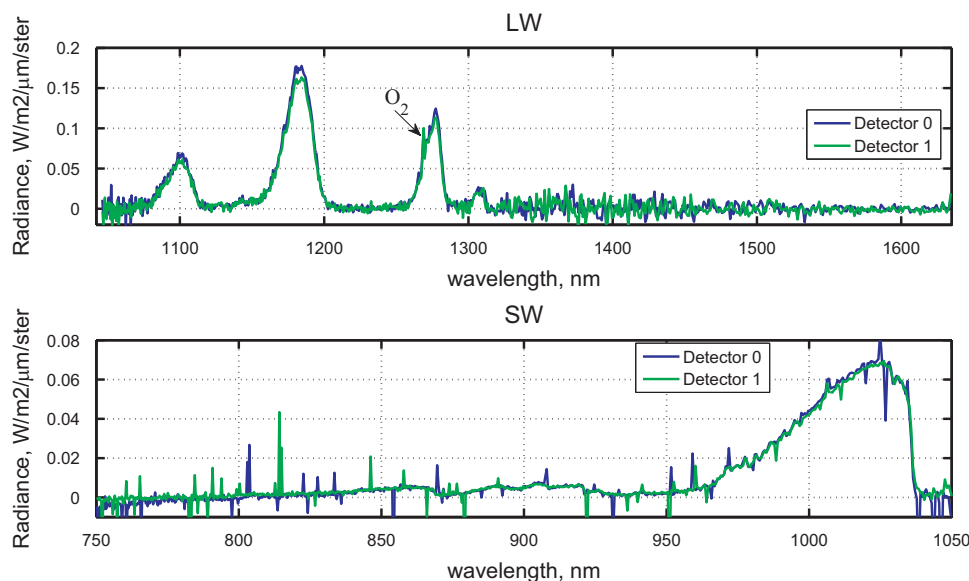 LW
Radiance, W/m2/μm/ster
0.2
0.15
0.1
0.05
0
O2
Detector 0
Detector 1
1100 1200 1300 1400 1500 1600
wavelength, nm
SW
Radiance, W/m2/μm/ster
0.08
0.06
0.04
0.02
0
Detector 0
Detector 1
750 800 850 900 950 1000 1050
wavelength, nm